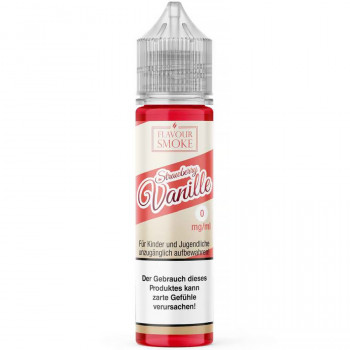 FLAVOUR
SMOKE
Strawberry
Vanille
0
mg/ml
Für Kinder und Jugendliche
unzugänglich aufbewahren!
Der Gebrauch dieses
Produktes kann
zarte Gefühle
verursachen!